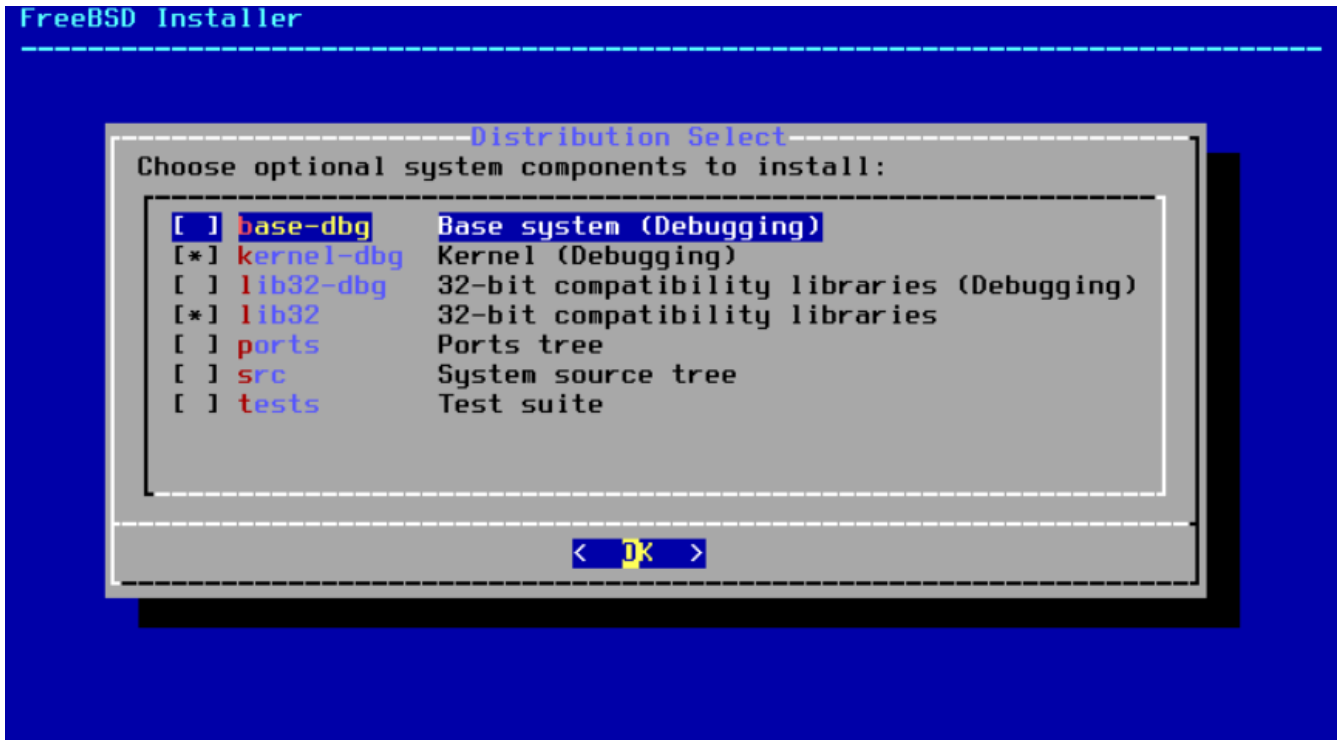 FreeBSD Installer
Distribution Select
Choose optional system components to install:
[ ] base-dbg Base system (Debugging)
[*] kernel-dbg Kernel (Debugging)
[ ] lib32-dbg 32-bit compatibility libraries (Debugging)
[*] lib32 32-bit compatibility libraries
[ ] ports Ports tree
[ ] src System source tree
[ ] tests Test suite
< OK >